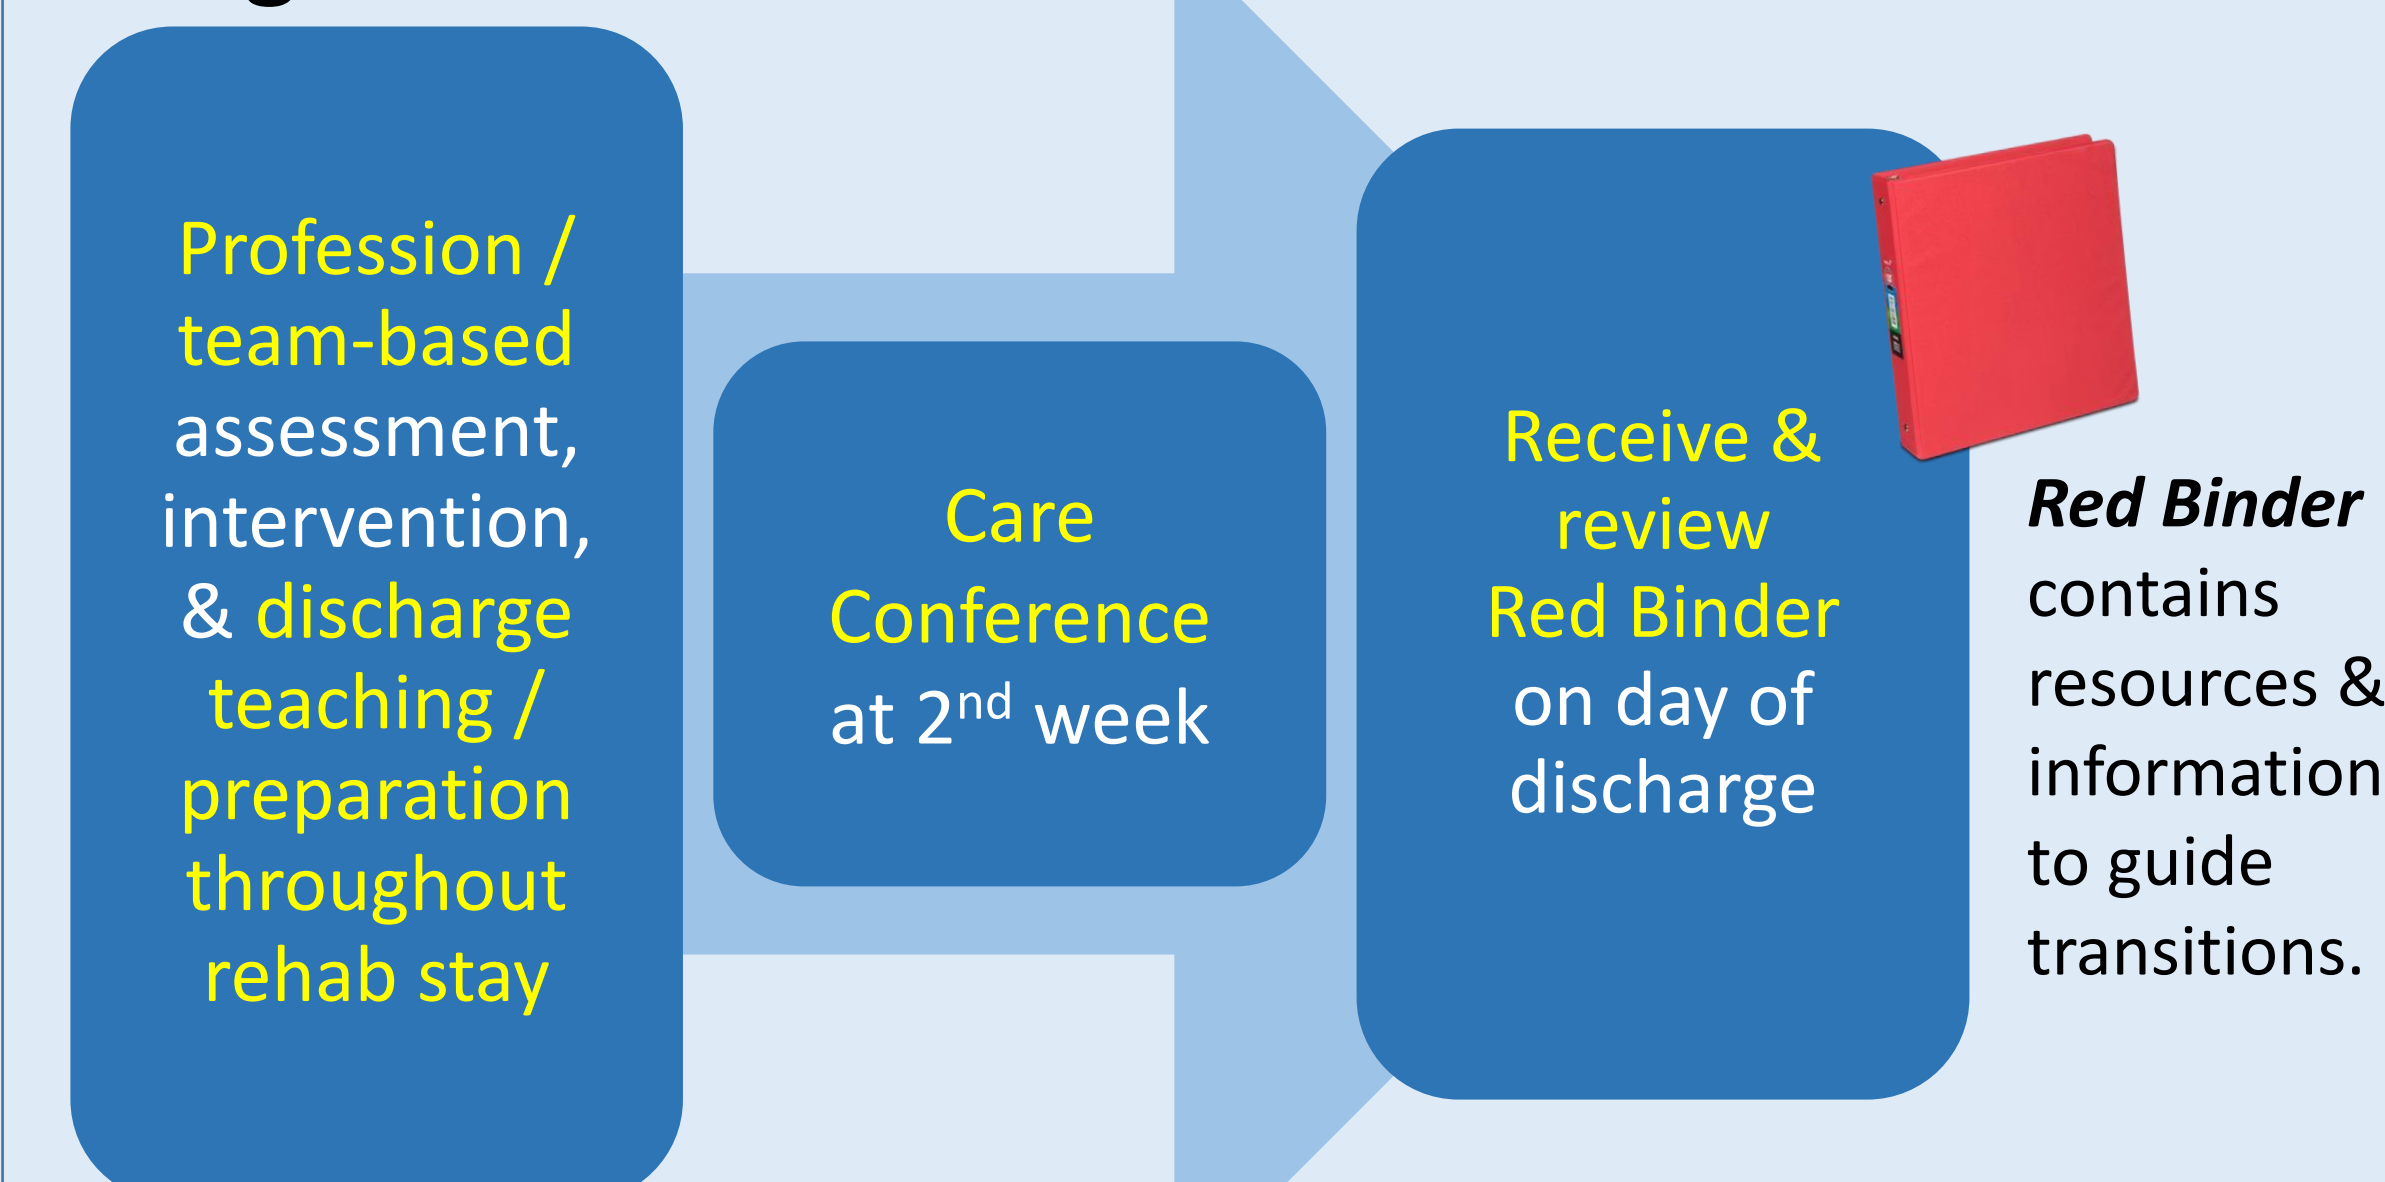 Profession /
team-based
assessment,
intervention,
& discharge
teaching /
preparation
throughout
rehab stay
Care
Conference
at 2nd week
Receive &
review
Red Binder
on day of
discharge
Red Binder
contains
resources &
information
to guide
transitions.